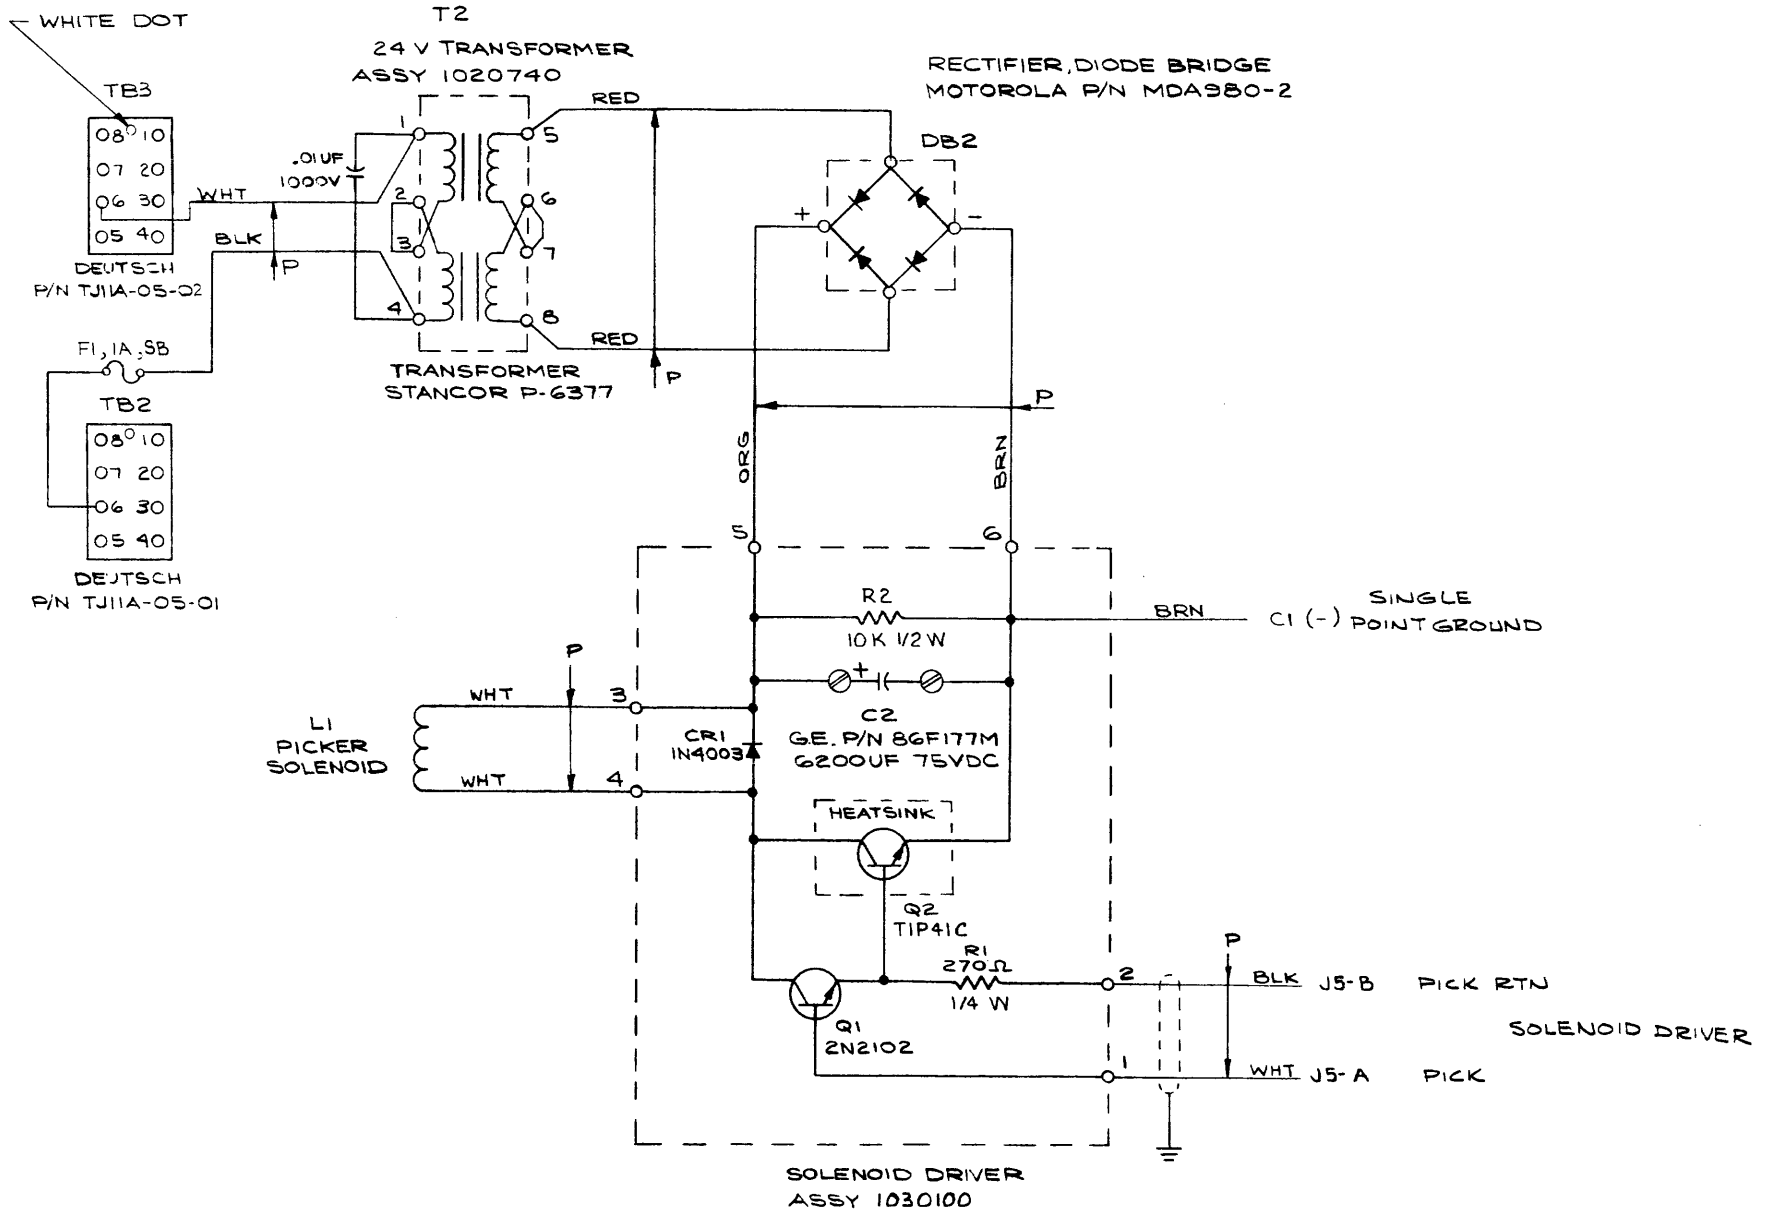 WHITE DOT
T2
24 V TRANSFORMER
ASSY 1020740
RECTIFIER, DIODE BRIDGE
MOTOROLA P/N MDA980-2
TB3
08 10
07 20
06 30
05 40
DEUTSCH
P/N TJ11A-05-02
WHT
BLK
P
.01UF
1000V
1
2
3
4
5
6
7
8
RED
RED
P
TRANSFORMER
STANCOR P-6377
DB2
+
-
F1, 1A, SB
TB2
08 10
07 20
06 30
05 40
DEUTSCH
P/N TJ11A-05-01
P
ORG
BRN
5
6
R2
10K 1/2 W
BRN
C1 (-)
SINGLE
POINT GROUND
+
C2
G.E. P/N 86F177M
6200UF 75VDC
P
WHT
3
L1
PICKER
SOLENOID
WHT
4
CR1
1N4003
HEATSINK
Q2
TIP41C
R1
270Ω
1/4 W
Q1
2N2102
2
P
BLK
J5-B
PICK RTN
SOLENOID DRIVER
1
WHT
J5-A
PICK
SOLENOID DRIVER
ASSY 1030100